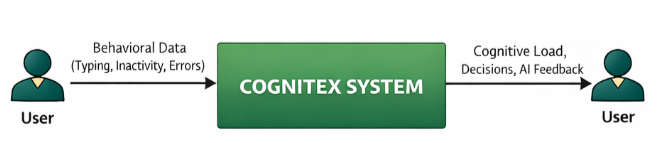 Behavioral Data
(Typing, Inactivity, Errors)
User
COGNITEX SYSTEM
Cognitive Load,
Decisions, AI Feedback
User